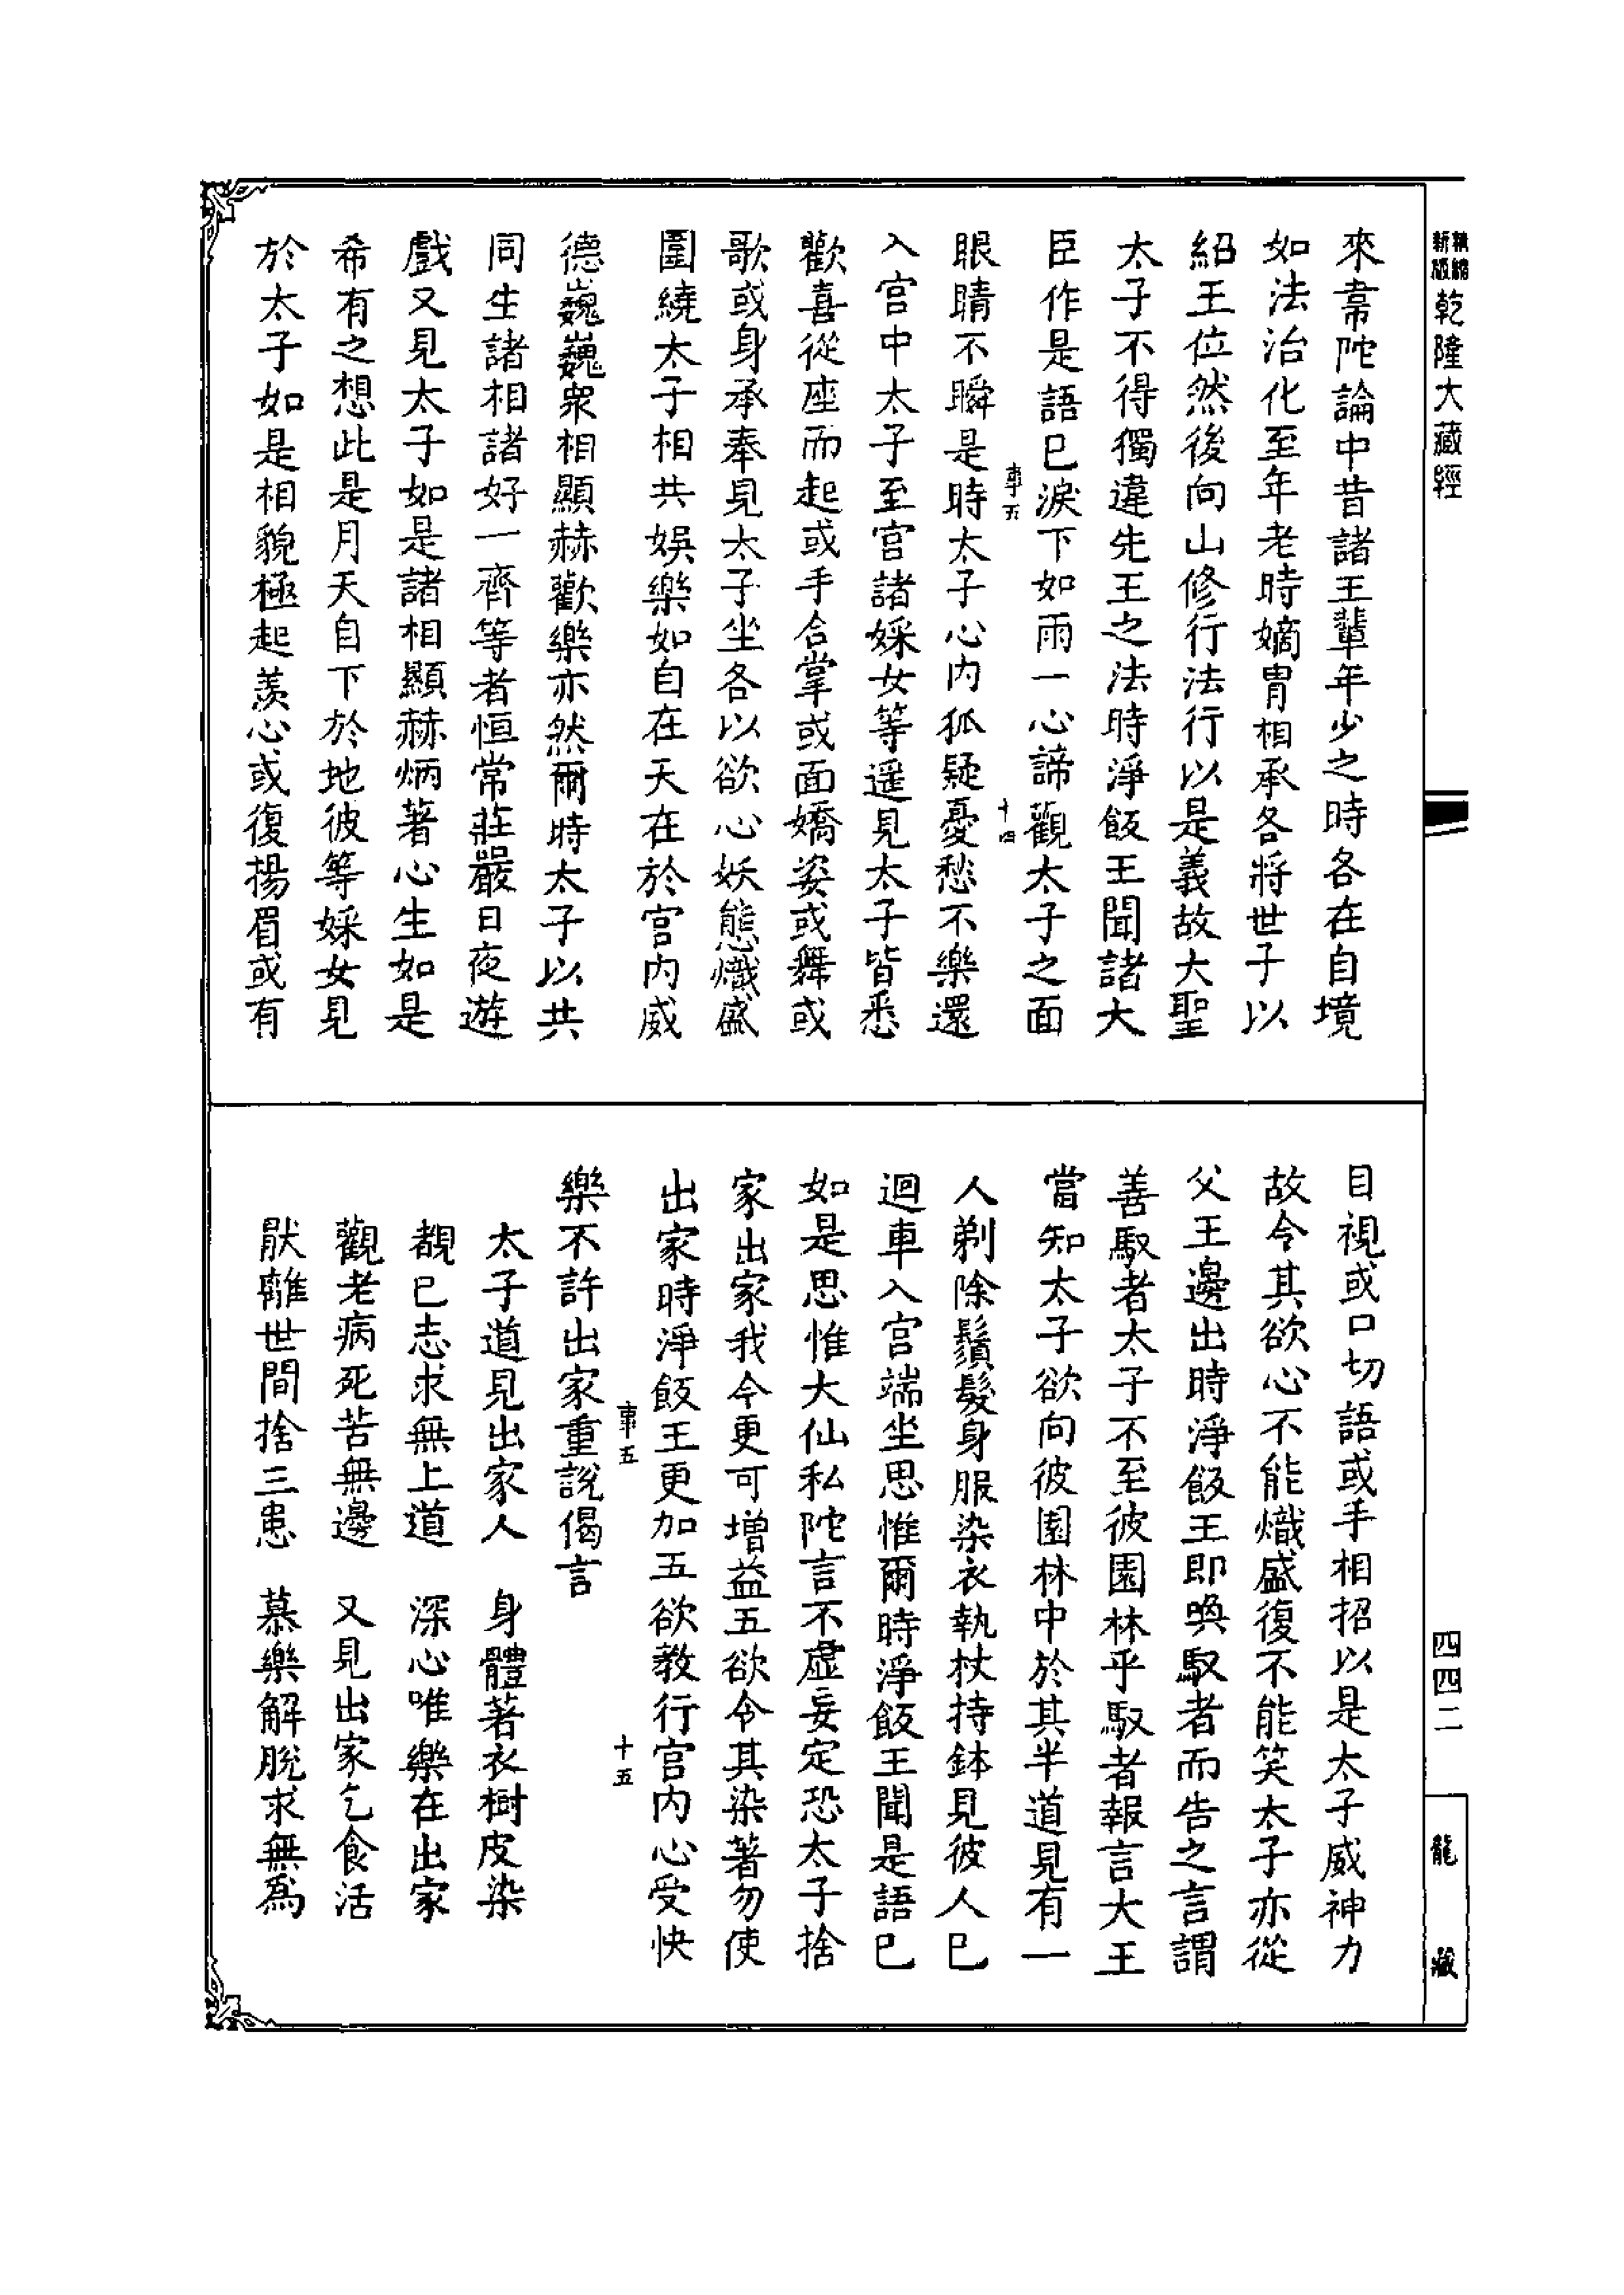 精縮新版乾隆大藏經
來韋陀論中昔諸王輩年少之時各在自境
如法治化至年老時嫡胄相承各將世子以
紹王位然後向山修行法行以是義故大聖
太子不得獨違先王之法時淨飯王聞諸大
臣作是語已淚下如雨一心諦觀太子之面
事五 十四
眼睛不瞬是時太子心內狐疑憂愁不樂還
入宮中太子至宮諸婇女等遥見太子皆悉
歡喜從座而起或手合掌或面嬌姿或舞或
歌或身承奉見太子坐各以欲心妖態熾盛
圍繞太子相共娛樂如自在天在於宮內威
德巍巍衆相顯赫歡樂亦然爾時太子以共
同生諸相諸好一齊等者恒常莊嚴日夜遊
戲又見太子如是諸相顯赫炳著心生如是
希有之想此是月天自下於地彼等婇女見
於太子如是相貌極起羨心或復揚眉或有
目視或口切語或手相招以是太子威神力
故令其欲心不能熾盛復不能笑太子亦從
父王邊出時淨飯王即喚馭者而告之言謂
善馭者太子不至彼園林乎馭者報言大王
當知太子欲向彼園林中於其半道見有一
人剃除鬚髮身服染衣執杖持鉢見彼人已
迴車入宮端坐思惟爾時淨飯王聞是語已
如是思惟大仙私陀言不虛妄定恐太子捨
家出家我今更可增益五欲令其染著勿使
出家時淨飯王更加五欲教行宮內心受快
事五 十五
樂不許出家重說偈言
太子道見出家人 身體著衣樹皮染
覩已志求無上道 深心唯樂在出家
觀老病死苦無邊 又見出家乞食活
厭離世間捨三患 慕樂解脫求無爲
四四二
龍藏